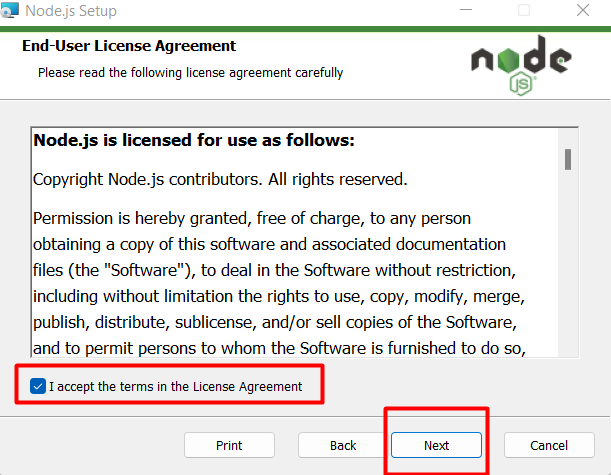 Node.js Setup
End-User License Agreement
Please read the following license agreement carefully
node
JS
Node.js is licensed for use as follows:
Copyright Node.js contributors. All rights reserved.
Permission is hereby granted, free of charge, to any person
obtaining a copy of this software and associated documentation
files (the "Software"), to deal in the Software without restriction,
including without limitation the rights to use, copy, modify, merge,
publish, distribute, sublicense, and/or sell copies of the Software,
and to permit persons to whom the Software is furnished to do so,
I accept the terms in the License Agreement
Print Back Next Cancel